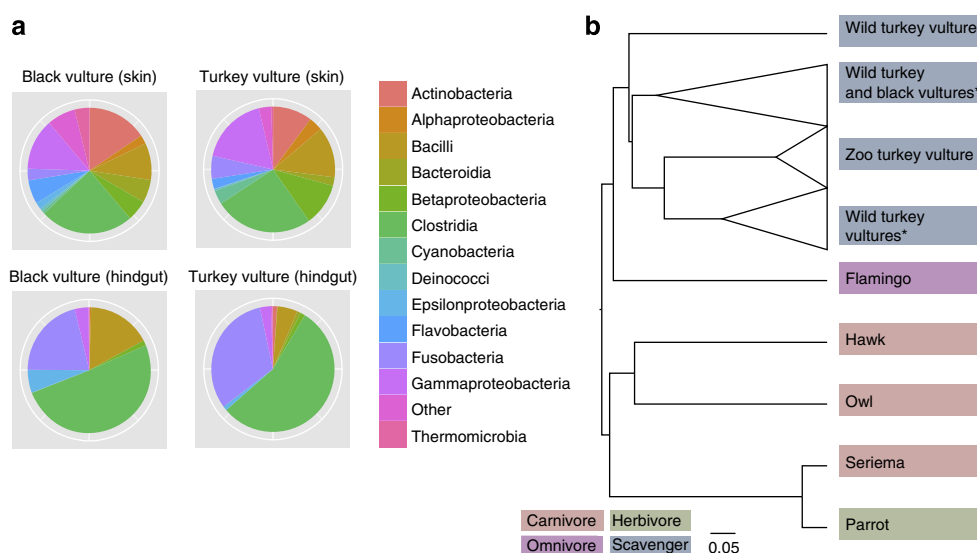 a
Black vulture (skin)
Turkey vulture (skin)
Black vulture (hindgut)
Turkey vulture (hindgut)
Actinobacteria
Alphaproteobacteria
Bacilli
Bacteroidia
Betaproteobacteria
Clostridia
Cyanobacteria
Deinococci
Epsilonproteobacteria
Flavobacteria
Fusobacteria
Gammaproteobacteria
Other
Thermomicrobia
b
Wild turkey vulture
Wild turkey
and black vultures*
Zoo turkey vulture
Wild turkey
vultures*
Flamingo
Hawk
Owl
Seriema
Parrot
Carnivore
Herbivore
Omnivore
Scavenger
0.05